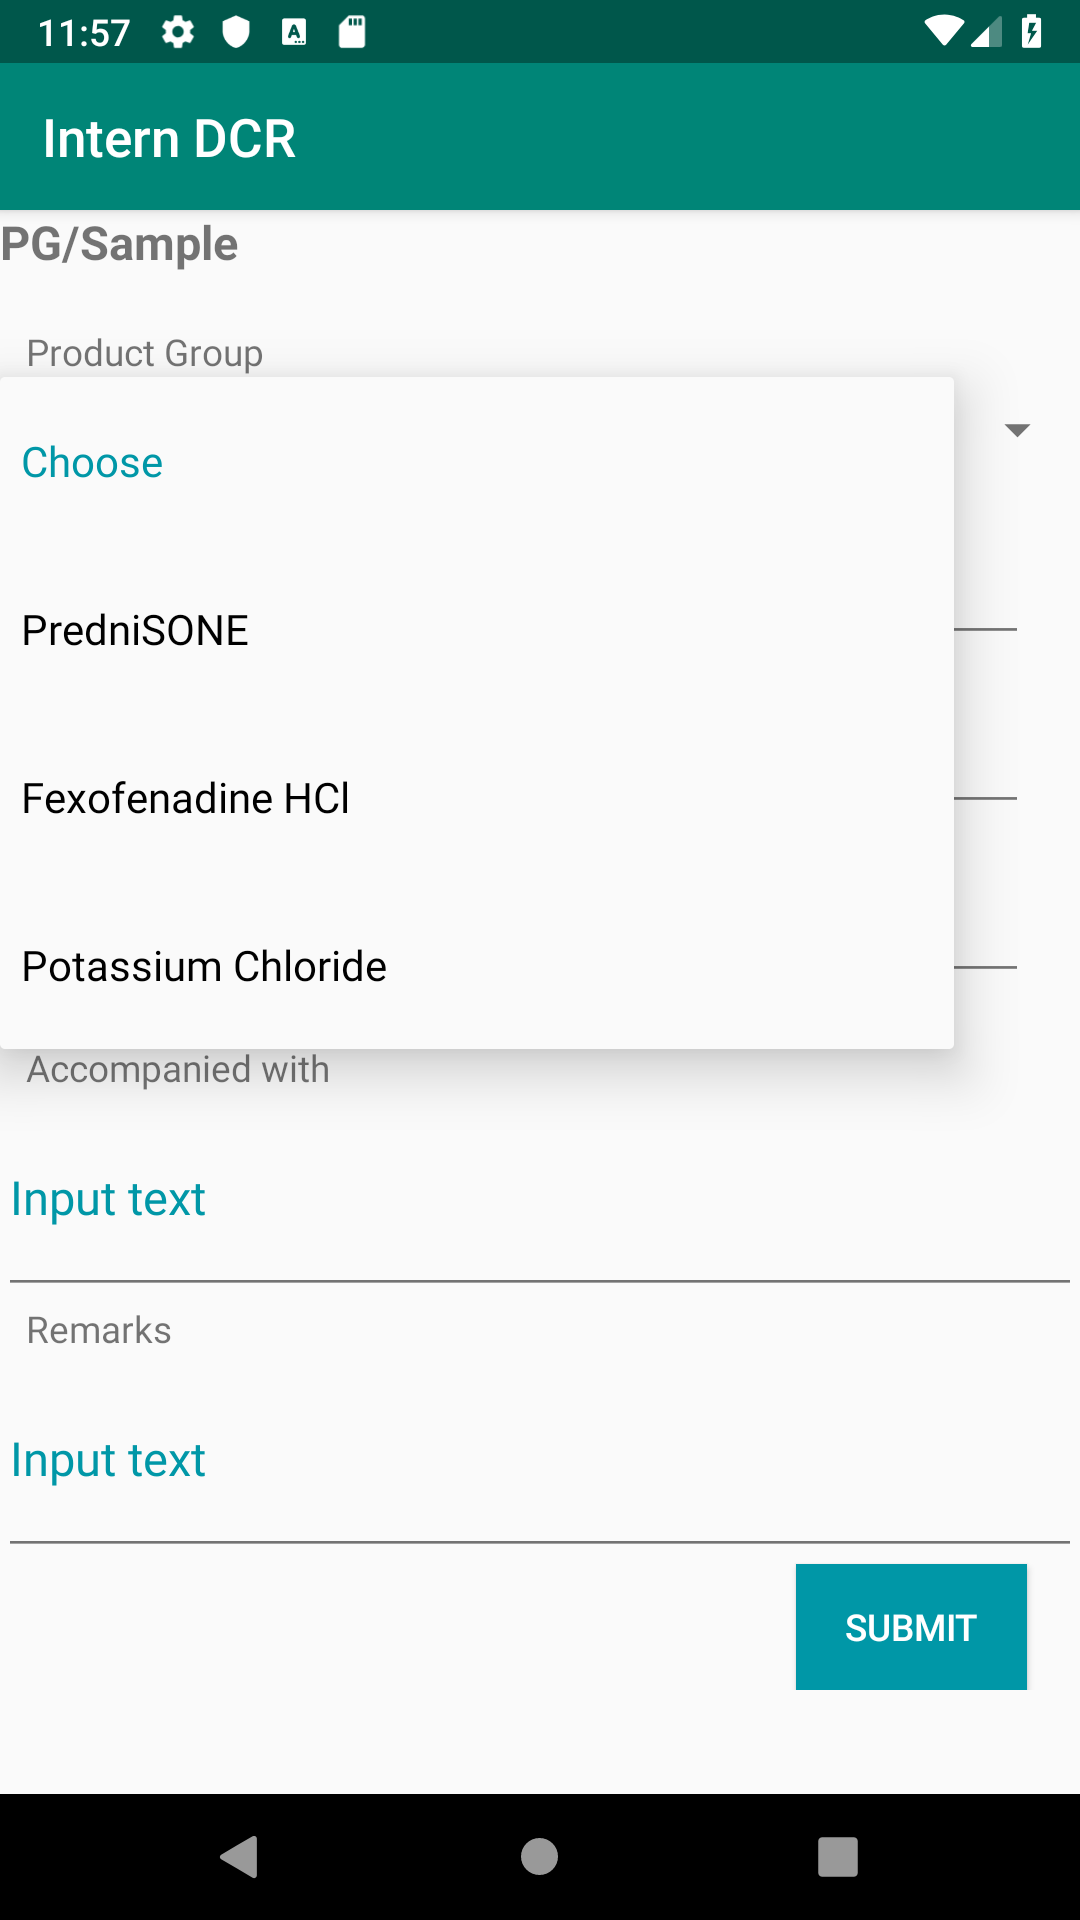 11:57
Intern DCR
PG/Sample
Product Group
Choose
PredniSONE
Fexofenadine HCl
Potassium Chloride
Accompanied with
Input text
Remarks
Input text
SUBMIT